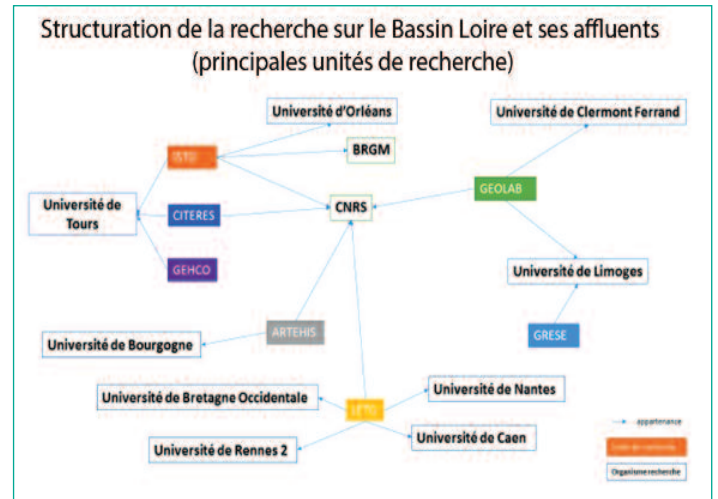 Structuration de la recherche sur le Bassin Loire et ses affluents
(principales unités de recherche)
Université d'Orléans
Université de Clermont Ferrand
ISTO
BRGM
GEOLAB
Université de
Tours
CITERES
CNRS
GEHCO
Université de Limoges
ARTEHIS
GRESE
Université de Bourgogne
Université de Bretagne Occidentale
Université de Nantes
LETG
Université de Rennes 2
Université de Caen
appartenance
Organisme recherche